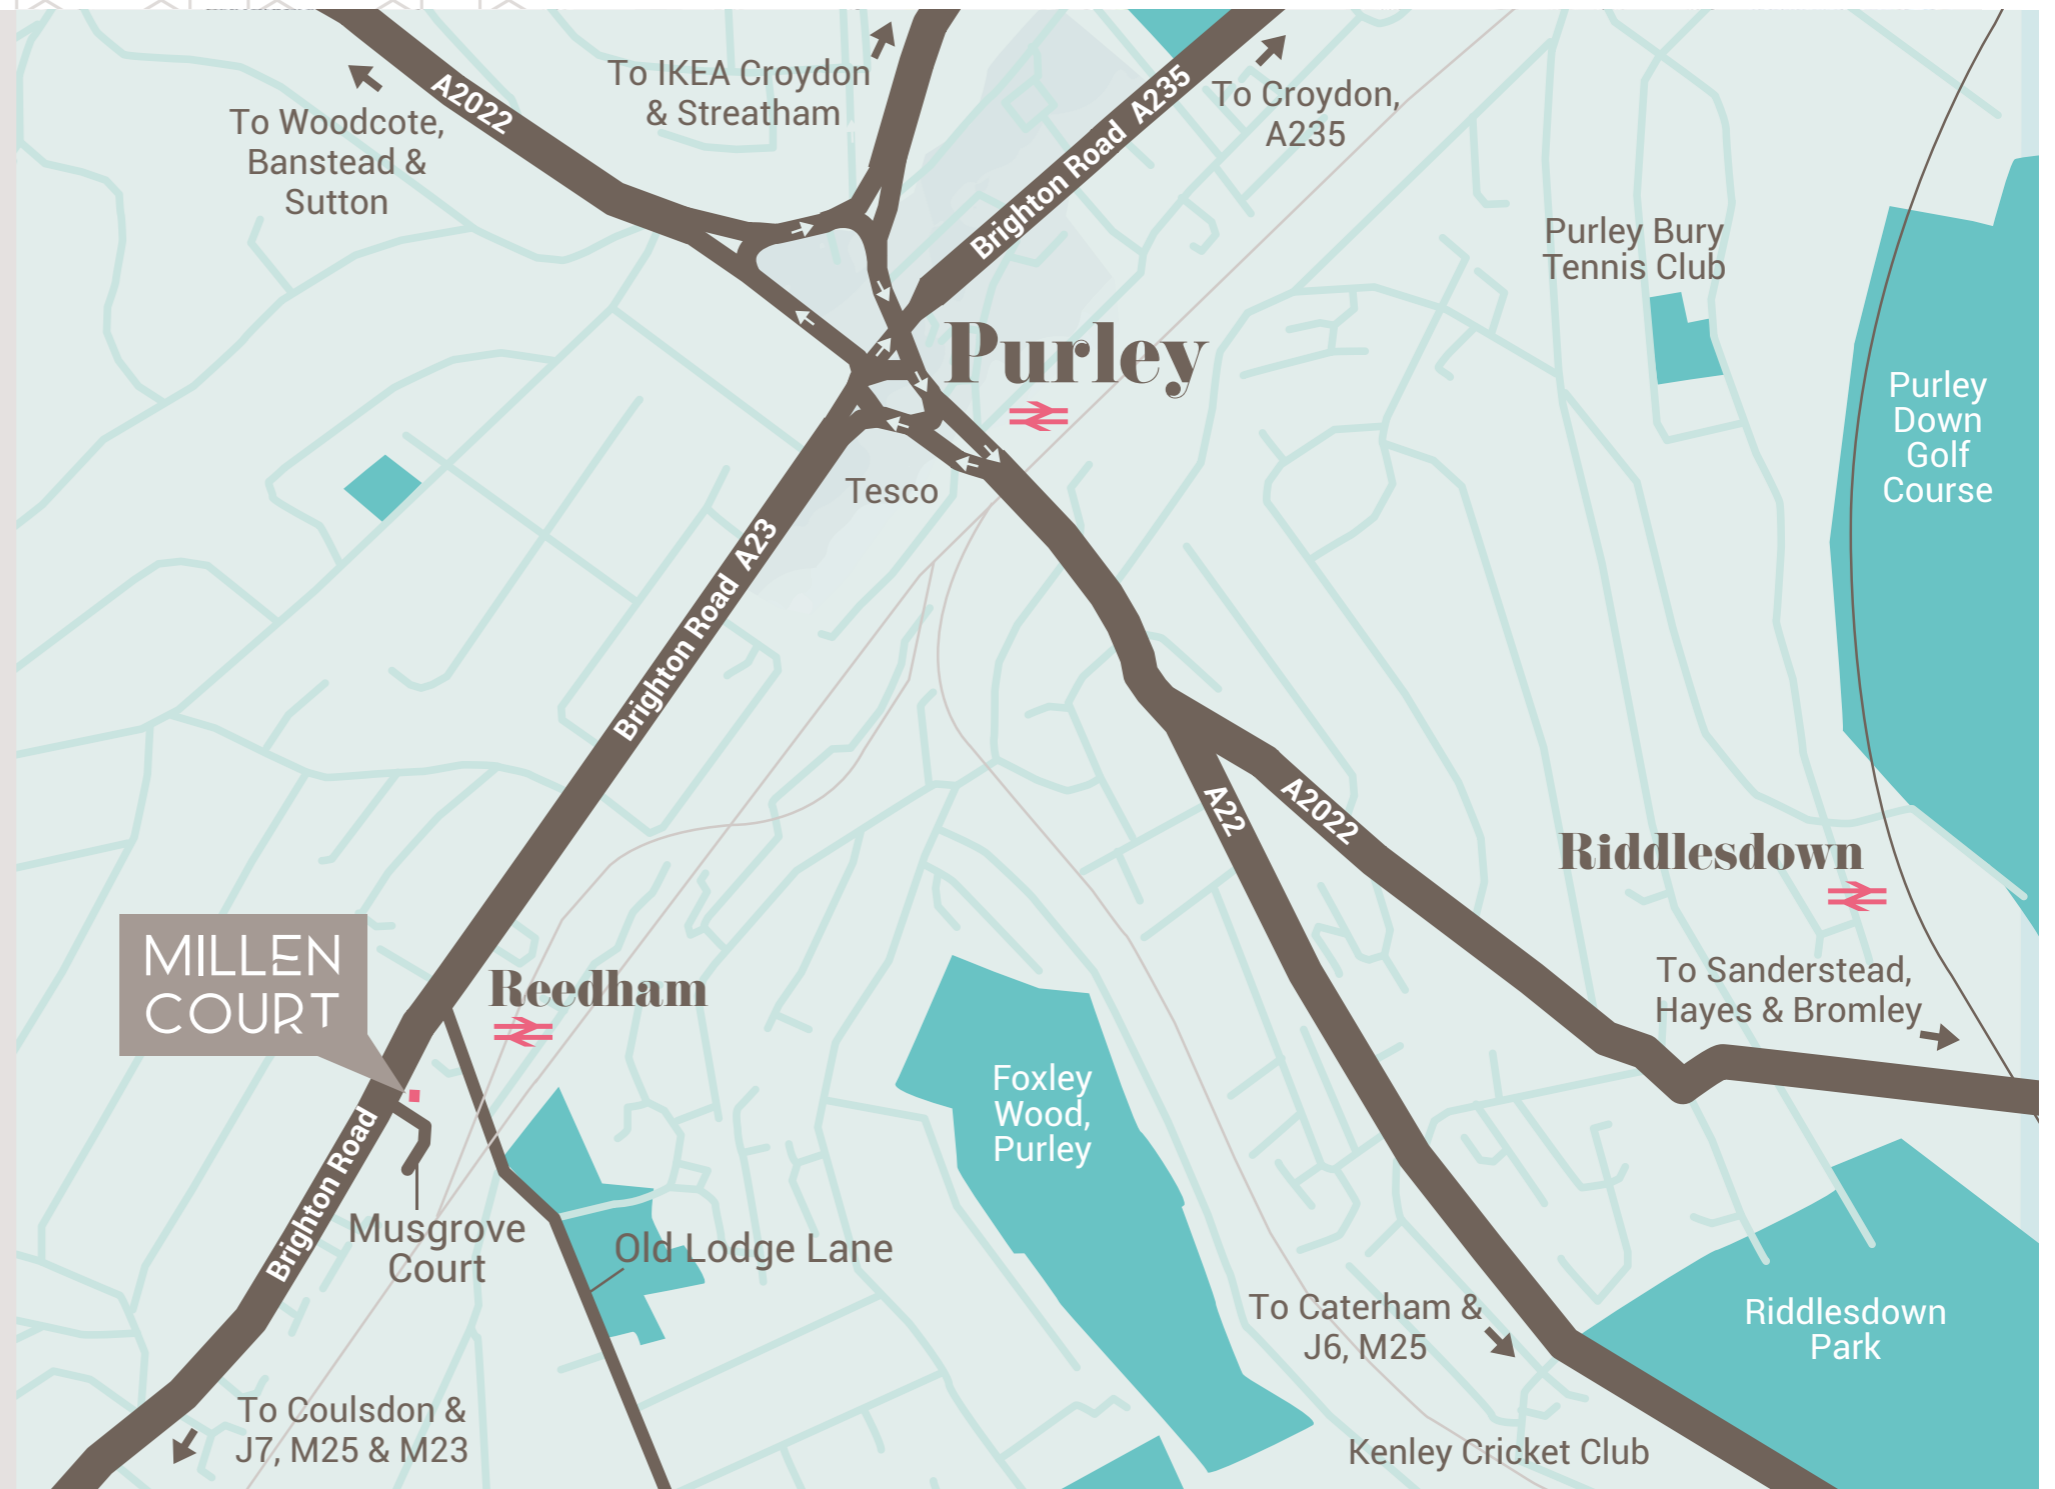 A2022
To IKEA Croydon
& Streatham
Brighton Road A235
To Croydon,
A235
To Woodcote,
Banstead &
Sutton
Purley Bury
Tennis Club
Purley
Purley
Down
Golf
Course
Tesco
Brighton Road A23
A22
A2022
Riddlesdown
MILLEN
COURT
Reedham
To Sanderstead,
Hayes & Bromley
Foxley
Wood,
Purley
Brighton Road
Musgrove
Court
Old Lodge Lane
To Caterham &
J6, M25
Riddlesdown
Park
To Coulsdon &
J7, M25 & M23
Kenley Cricket Club